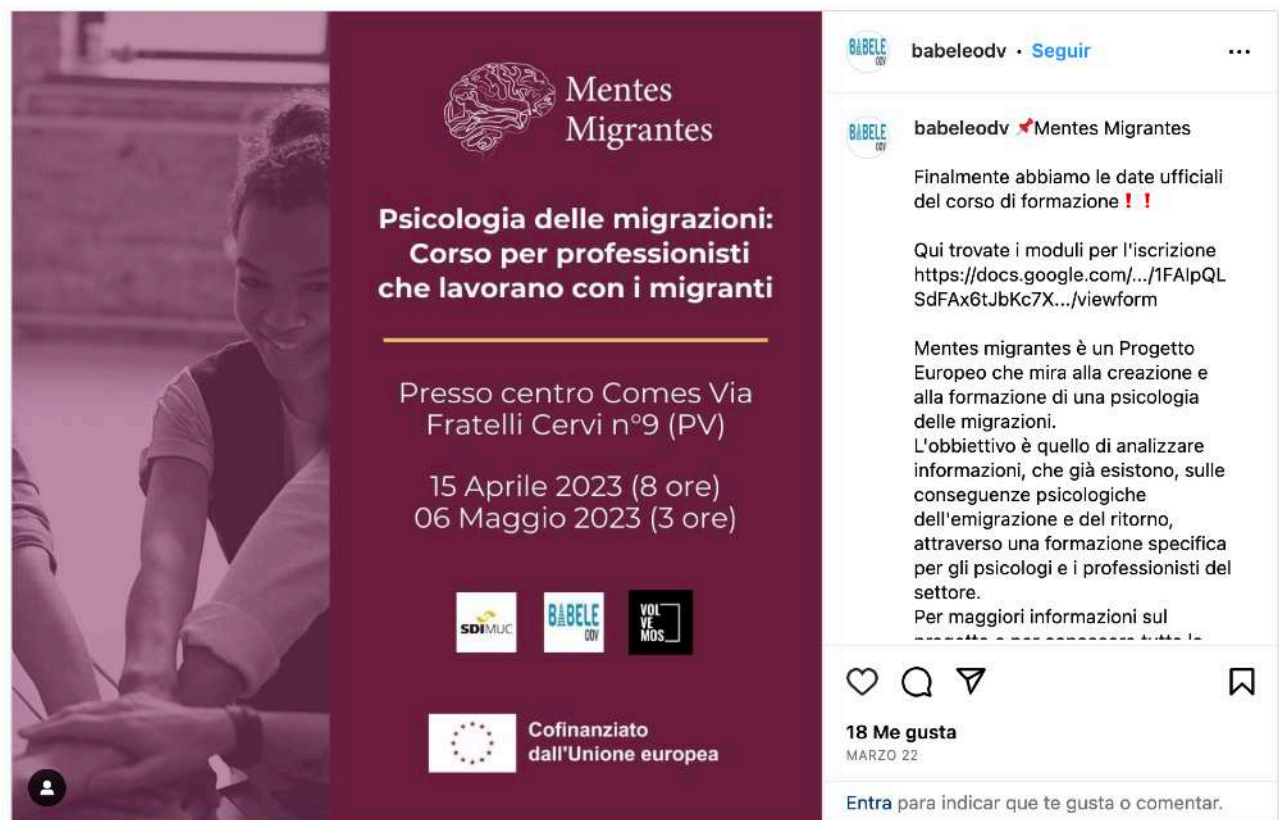 Mentes
Migrantes
Psicologia delle migrazioni:
Corso per professionisti
che lavorano con i migranti
Presso centro Comes Via
Fratelli Cervi n°9 (PV)
15 Aprile 2023 (8 ore)
06 Maggio 2023 (3 ore)
SDIMUC
BABELE
ODV
VOL
VE
MOS
Cofinanziato
dall'Unione europea
BABELE
ODV
babeleodv • Seguir
...
BABELE
ODV
babeleodv 📌Mentes Migrantes
Finalmente abbiamo le date ufficiali
del corso di formazione❗❗
Qui trovate i moduli per l'iscrizione
https://docs.google.com/.../1FAIpQL
SdFAx6tJbKc7X.../viewform
Mentes migrantes è un Progetto
Europeo che mira alla creazione e
alla formazione di una psicologia
delle migrazioni.
L'obbiettivo è quello di analizzare
informazioni, che già esistono, sulle
conseguenze psicologiche
dell'emigrazione e del ritorno,
attraverso una formazione specifica
per gli psicologi e i professionisti del
settore.
Per maggiori informazioni sul
18 Me gusta
MARZO 22
Entra para indicar que te gusta o comentar.